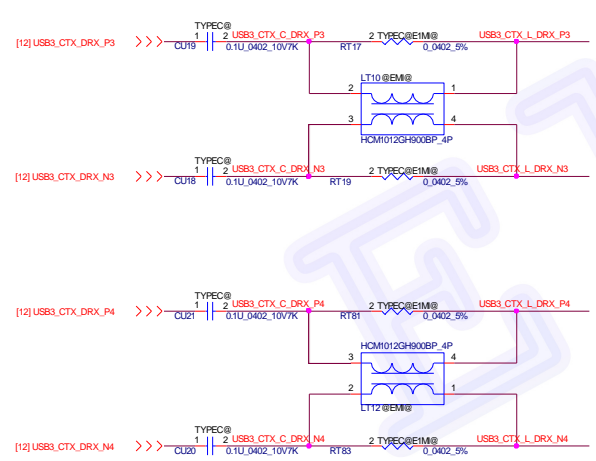 TYPEC@
[12] USB3_CTX_DRX_P3 1 2 USB3_CTX_C_DRX_P3 2 TYPEC@E1MI@ USB3_CTX_L_DRX_P3
CU19 0.1U_0402_10V7K RT17 0_0402_5%
LT10 @EMI@
2 1
3 4
HCM1012GH900BP_4P
TYPEC@
[12] USB3_CTX_DRX_N3 1 2 USB3_CTX_C_DRX_N3 2 TYPEC@E1MI@ USB3_CTX_L_DRX_N3
CU18 0.1U_0402_10V7K RT19 0_0402_5%
TYPEC@
[12] USB3_CTX_DRX_P4 1 2 USB3_CTX_C_DRX_P4 2 TYPEC@E1MI@ USB3_CTX_L_DRX_P4
CU21 0.1U_0402_10V7K RT81 0_0402_5%
HCM1012GH900BP_4P
3 4
2 1
LT12 @EMI@
TYPEC@
[12] USB3_CTX_DRX_N4 1 2 USB3_CTX_C_DRX_N4 2 TYPEC@E1MI@ USB3_CTX_L_DRX_N4
CU20 0.1U_0402_10V7K RT83 0_0402_5%